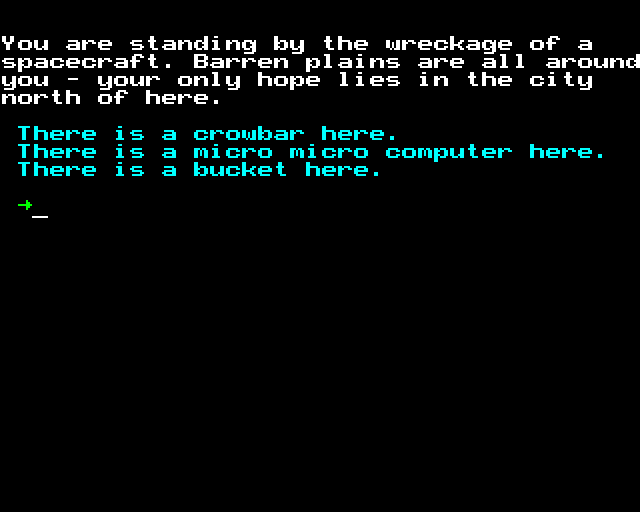 You are standing by the wreckage of a
spacecraft. Barren plains are all around
you - your only hope lies in the city
north of here.
There is a crowbar here.
There is a micro micro computer here.
There is a bucket here.
→_